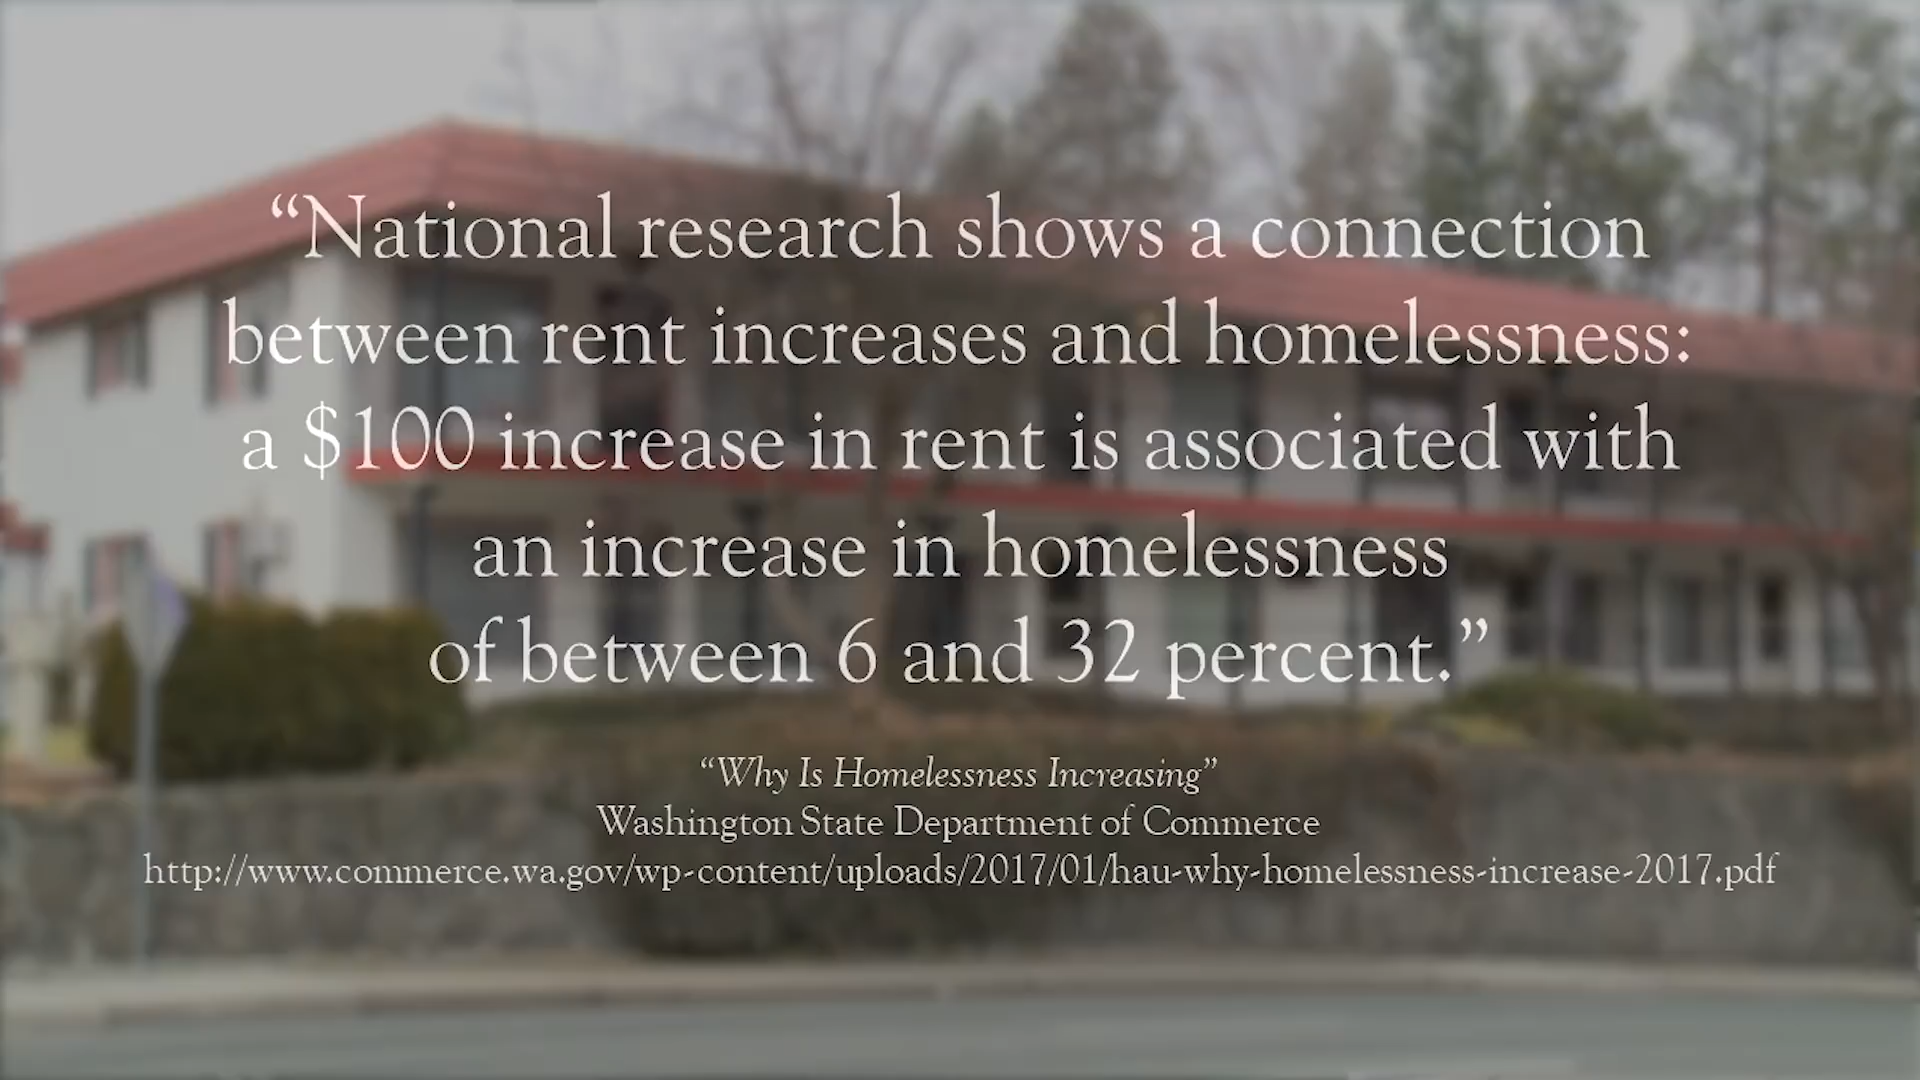 “National research shows a connection
between rent increases and homelessness:
a $100 increase in rent is associated with
an increase in homelessness
of between 6 and 32 percent.”
“Why Is Homelessness Increasing”
Washington State Department of Commerce
http://www.commerce.wa.gov/wp-content/uploads/2017/01/hau-why-homelessness-increase-2017.pdf